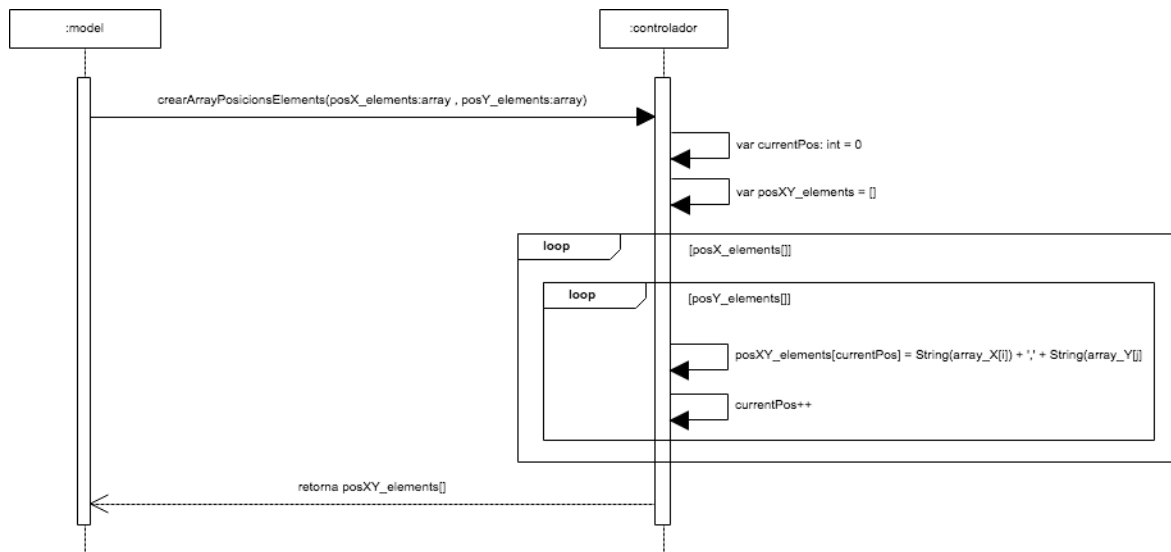 :model
:controlador
crearArrayPosicionsElements(posX_elements:array , posY_elements:array)
var currentPos: int = 0
var posXY_elements = []
loop
[posX_elements[]]
loop
[posY_elements[]]
posXY_elements[currentPos] = String(array_X[i]) + ',' + String(array_Y[j]
currentPos++
retorna posXY_elements[]